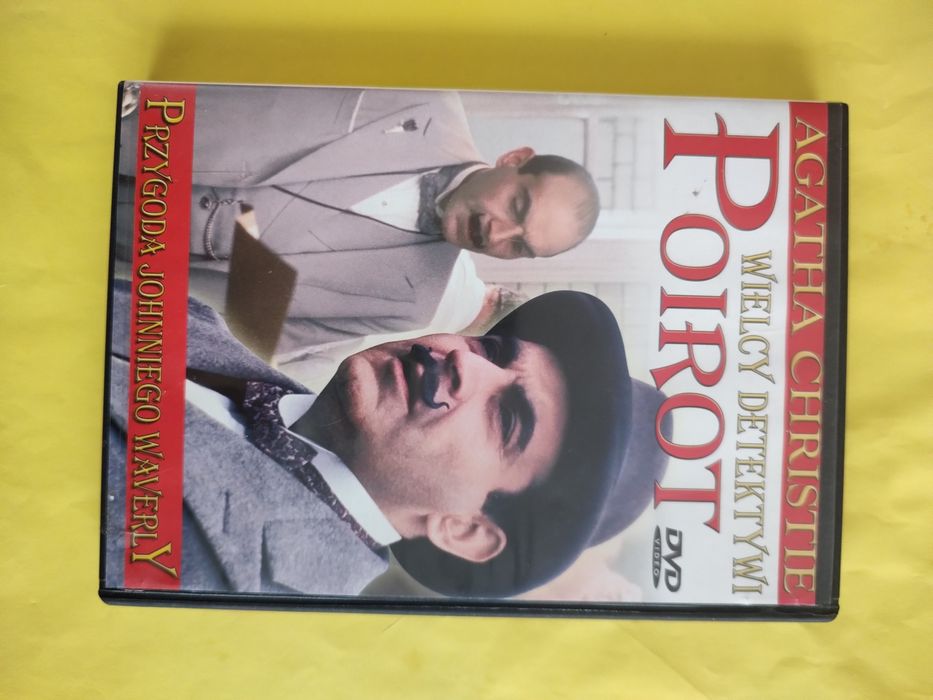 AGATHA CHRISTIE
WIELCY DETEKTYWI
POIROT
DVD
VIDEO
PRZYGODA JOHNNIEGO WAVERLY